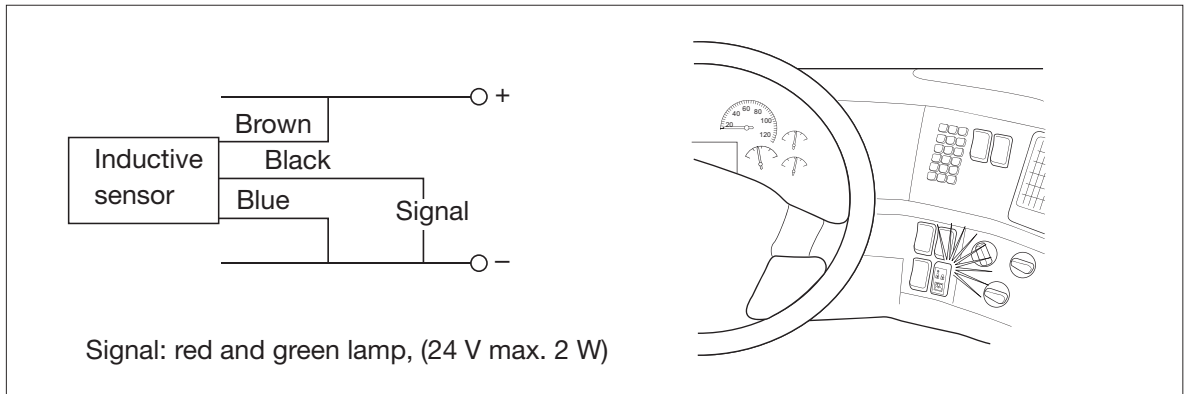 +
Brown
Inductive
sensor
Black
Blue
Signal
–
Signal: red and green lamp, (24 V max. 2 W)
20
40
60
80
100
120